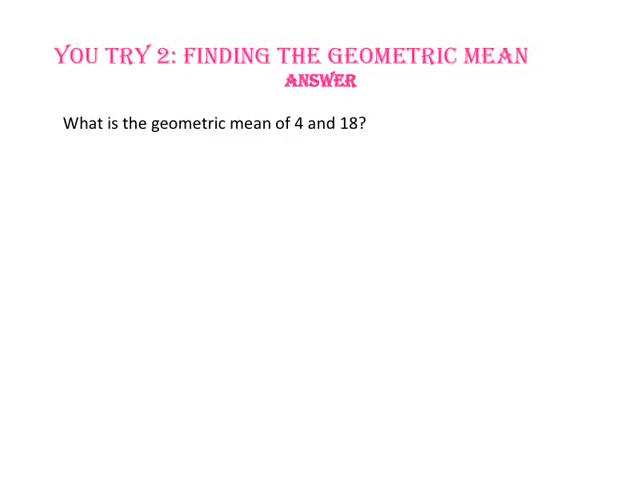 YOU TRY 2: FINDING THE GEOMETRIC MEAN
ANSWER
What is the geometric mean of 4 and 18?